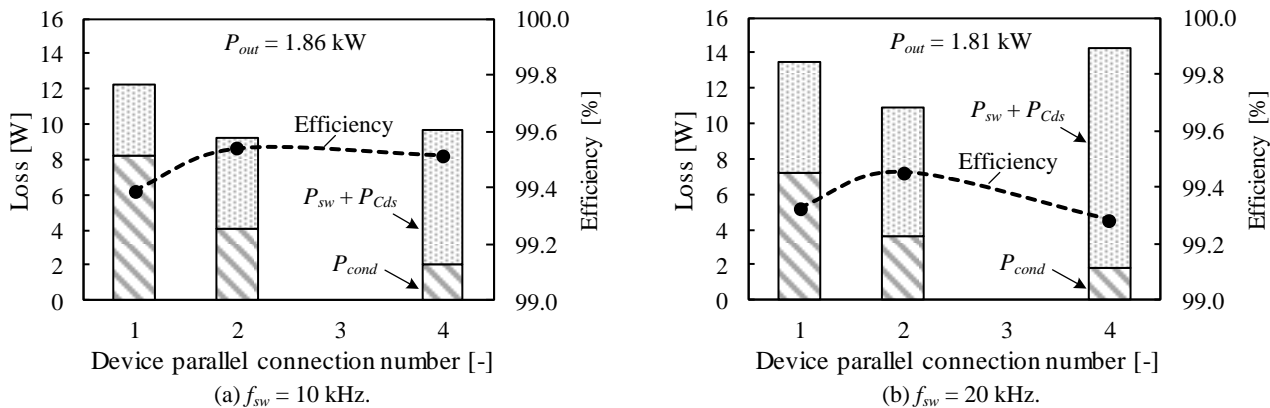 16
14
12
10
8
6
4
2
0
Loss [W]
P_out = 1.86 kW
Efficiency
P_sw + P_Cds
P_cond
100.0
99.8
99.6
99.4
99.2
99.0
Efficiency [%]
1 2 3 4
Device parallel connection number [-]
(a) f_sw = 10 kHz.
16
14
12
10
8
6
4
2
0
Loss [W]
P_out = 1.81 kW
P_sw + P_Cds
Efficiency
P_cond
100.0
99.8
99.6
99.4
99.2
99.0
Efficiency [%]
1 2 3 4
Device parallel connection number [-]
(b) f_sw = 20 kHz.